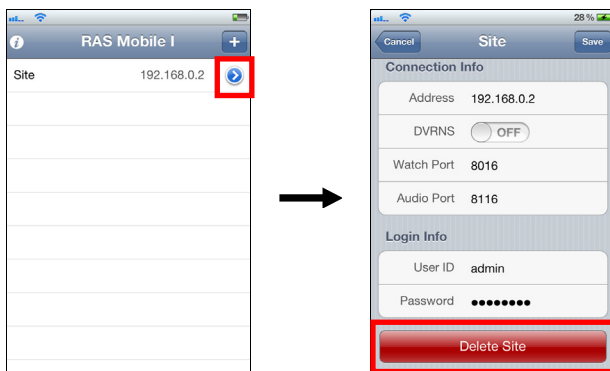 RAS Mobile I
+
Site 192.168.0.2
28 %
Cancel Site Save
Connection Info
Address 192.168.0.2
DVRNS OFF
Watch Port 8016
Audio Port 8116
Login Info
User ID admin
Password ●●●●●●●●
Delete Site